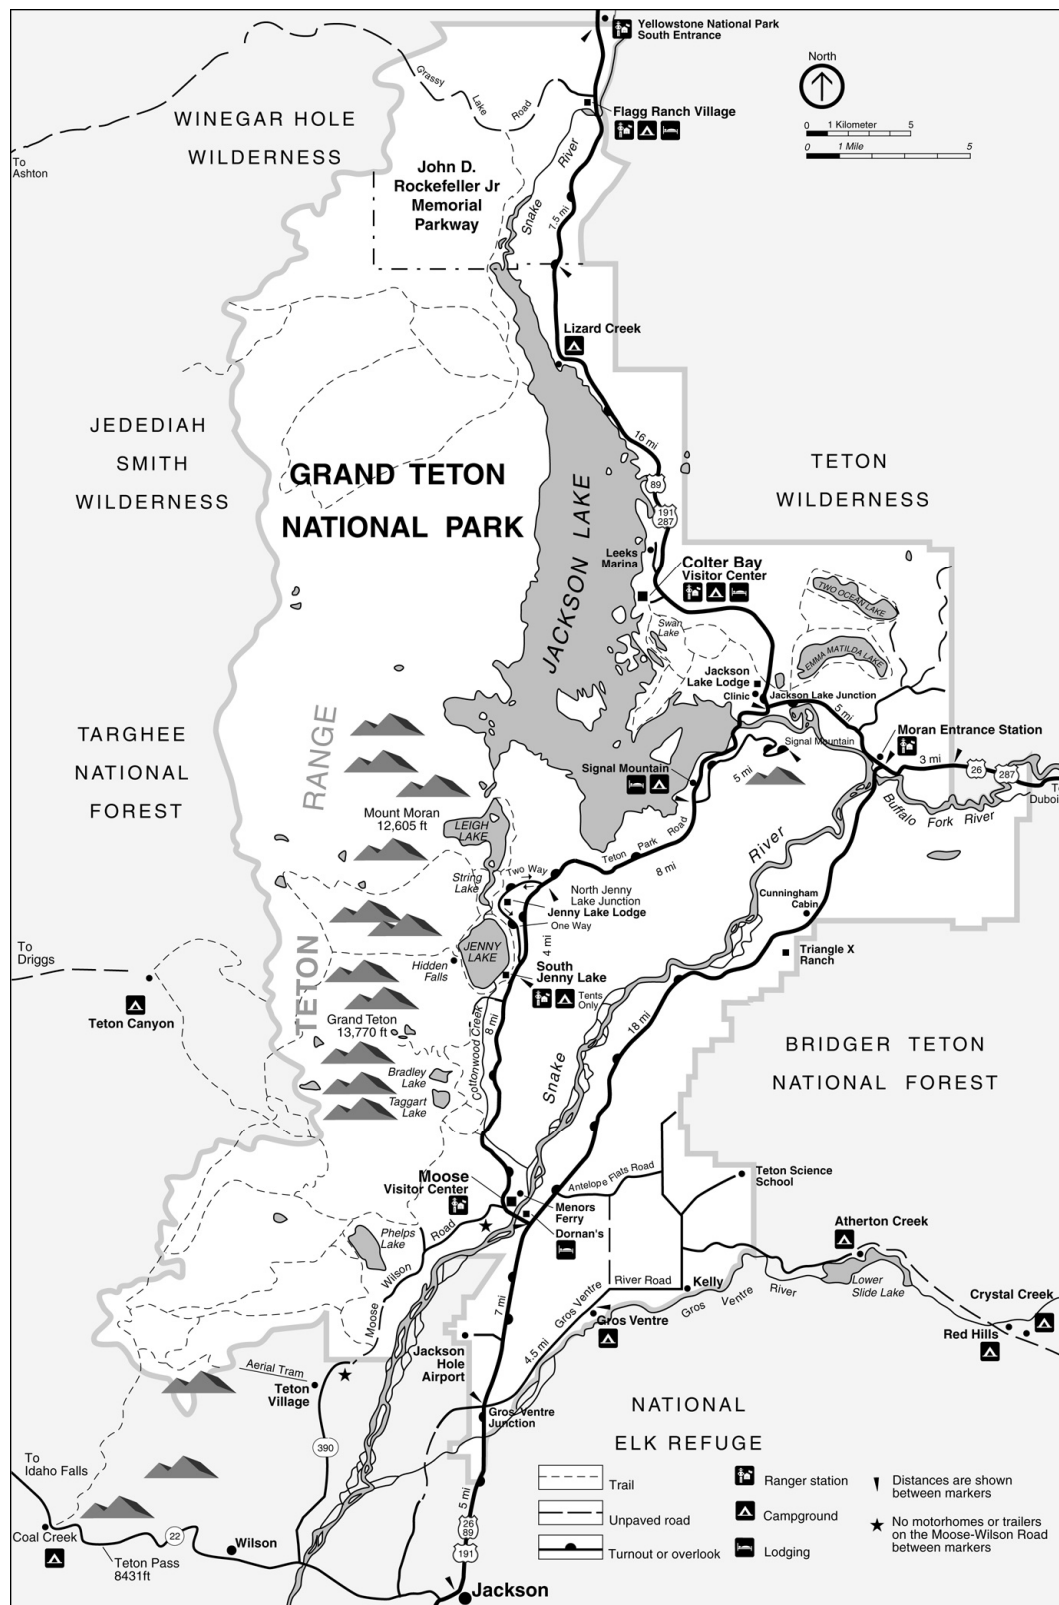 Yellowstone National Park
South Entrance
North
1 Kilometer 5
0
1 Mile 5
0
Grassy Lake Road
Flagg Ranch Village
WINEGAR HOLE
WILDERNESS
To
Ashton
John D.
Rockefeller Jr
Memorial
Parkway
Snake River
7.5 mi
Lizard Creek
JEDEDIAH
SMITH
WILDERNESS
GRAND TETON
NATIONAL PARK
16 mi
TETON
WILDERNESS
89
191
287
JACKSON LAKE
Leeks
Marina
Colter Bay
Visitor Center
TWO OCEAN LAKE
Swan
Lake
EMMA MATILDA LAKE
Jackson
Lake Lodge
Clinic
Jackson Lake Junction
5 mi
TARGHEE
NATIONAL
FOREST
TETON RANGE
Moran Entrance Station
3 mi
26
287
To
Duboi
Signal Mountain
Signal Mountain
5 mi
Buffalo Fork River
Mount Moran
12,605 ft
LEIGH
LAKE
Teton Park Road
8 mi
River
String
Lake
Two Way
North Jenny
Lake Junction
Jenny Lake Lodge
One Way
Cunningham
Cabin
To
Driggs
JENNY
LAKE
4 mi
Hidden
Falls
South
Jenny Lake
Tents
Only
Triangle X
Ranch
Teton Canyon
Grand Teton
13,770 ft
Cottonwood Creek
8 mi
18 mi
Snake
BRIDGER TETON
NATIONAL FOREST
Bradley
Lake
Taggart
Lake
Moose
Visitor Center
Antelope Flats Road
Teton Science
School
Menors
Ferry
Dornan's
Phelps
Lake
Moose Wilson Road
Atherton Creek
River Road
Kelly
Gros Ventre River
Lower
Slide Lake
Crystal Creek
Red Hills
7 mi
Gros Ventre
4.5 mi
Gros Ventre
Jackson
Hole
Airport
Aerial Tram
Teton
Village
Gros Ventre
Junction
NATIONAL
ELK REFUGE
390
To
Idaho Falls
Trail
Unpaved road
Turnout or overlook
Ranger station
Campground
Lodging
Distances are shown
between markers
No motorhomes or trailers
on the Moose-Wilson Road
between markers
5 mi
26
89
191
Coal Creek
22
Wilson
Teton Pass
8431ft
Jackson